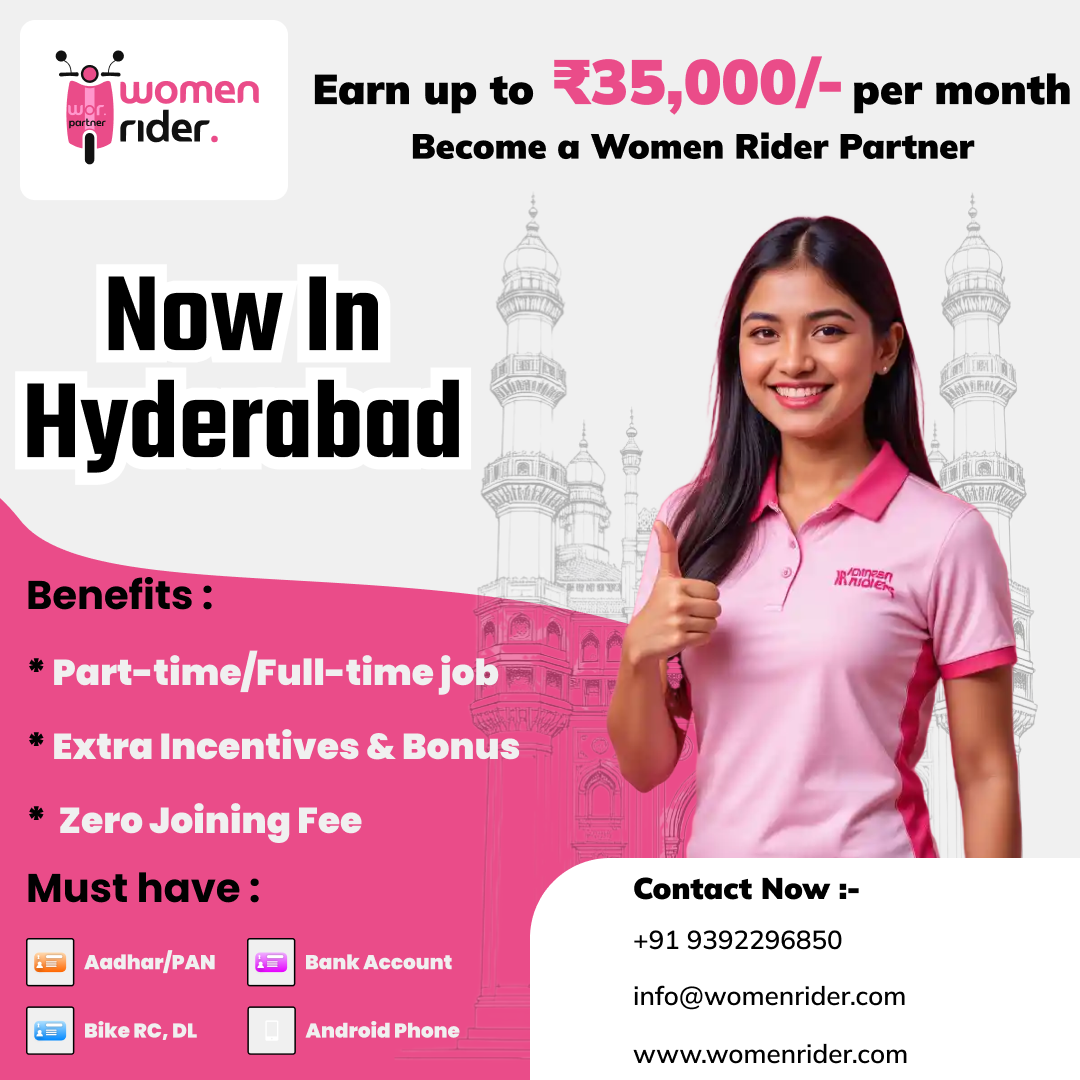 women
wor.
partner
rider.
Earn up to ₹35,000/- per month
Become a Women Rider Partner
Now In
Hyderabad
Benefits :
* Part-time/Full-time job
* Extra Incentives & Bonus
* Zero Joining Fee
Must have :
Aadhar/PAN
Bank Account
Bike RC, DL
Android Phone
Contact Now :-
+91 9392296850
info@womenrider.com
www.womenrider.com